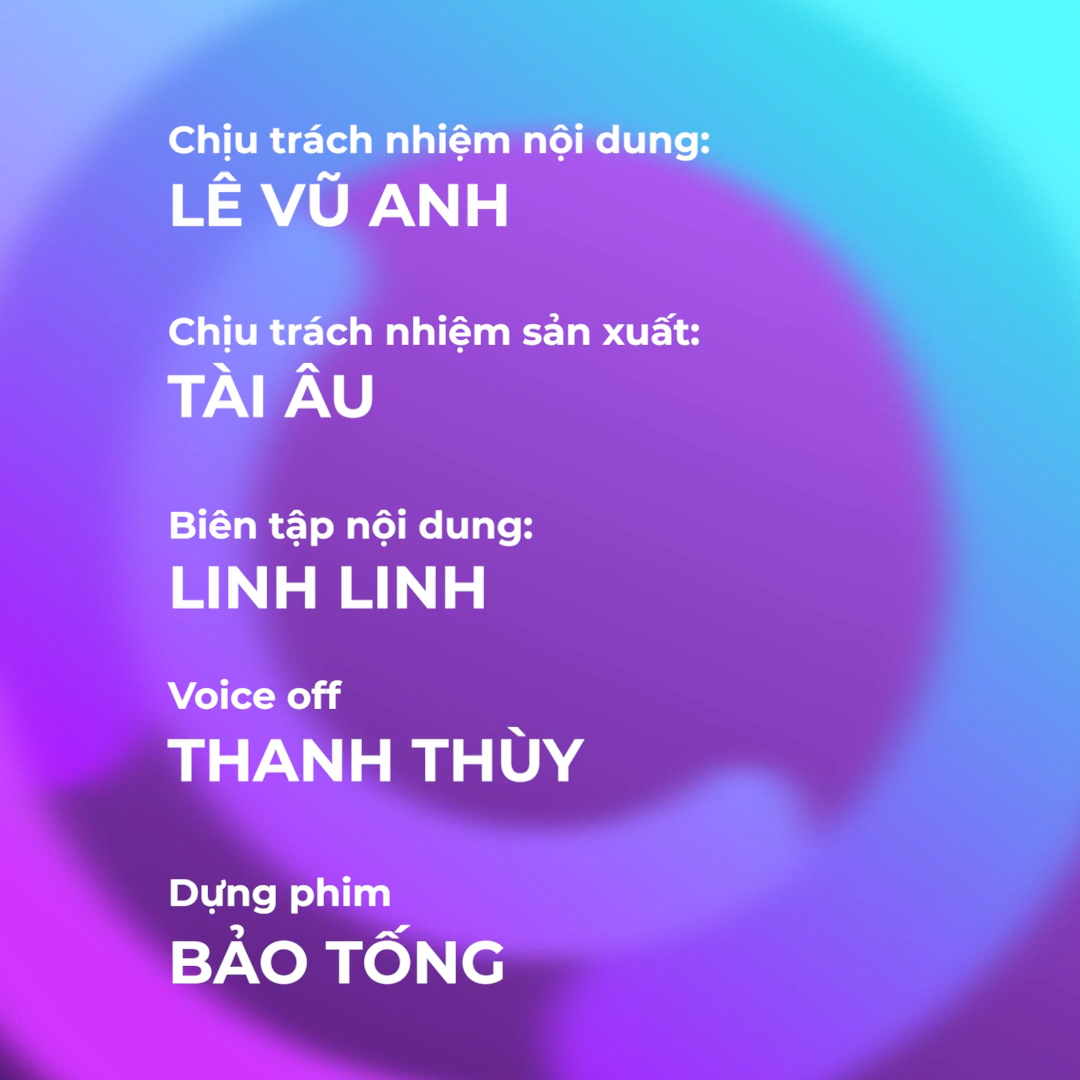 Chịu trách nhiệm nội dung:
LÊ VŨ ANH
Chịu trách nhiệm sản xuất:
TÀI ÂU
Biên tập nội dung:
LINH LINH
Voice off
THANH THÙY
Dựng phim
BẢO TỐNG